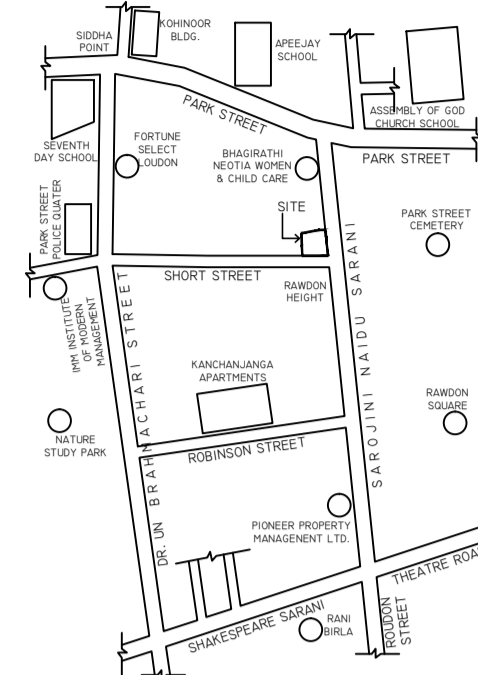 KOHINOOR
BLDG.
SIDDHA
POINT
APEEJAY
SCHOOL
PARK STREET
ASSEMBLY OF GOD
CHURCH SCHOOL
PARK STREET
SEVENTH
DAY SCHOOL
FORTUNE
SELECT
LOUDON
BHAGIRATHI
NEOTIA WOMEN
& CHILD CARE
PARK STREET
POLICE QUATER
SITE
PARK STREET
CEMETERY
SHORT STREET
RAWDON
HEIGHT
SAROJINI NAIDU SARANI
IMM INSTITUTE
OF MODERN
MANAGEMENT
DR. UN BRAHMACHARI STREET
KANCHANJANGA
APARTMENTS
RAWDON
SQUARE
NATURE
STUDY PARK
ROBINSON STREET
PIONEER PROPERTY
MANAGENENT LTD.
THEATRE ROA
SHAKESPEARE SARANI
RANI
BIRLA
ROUDON
STREET